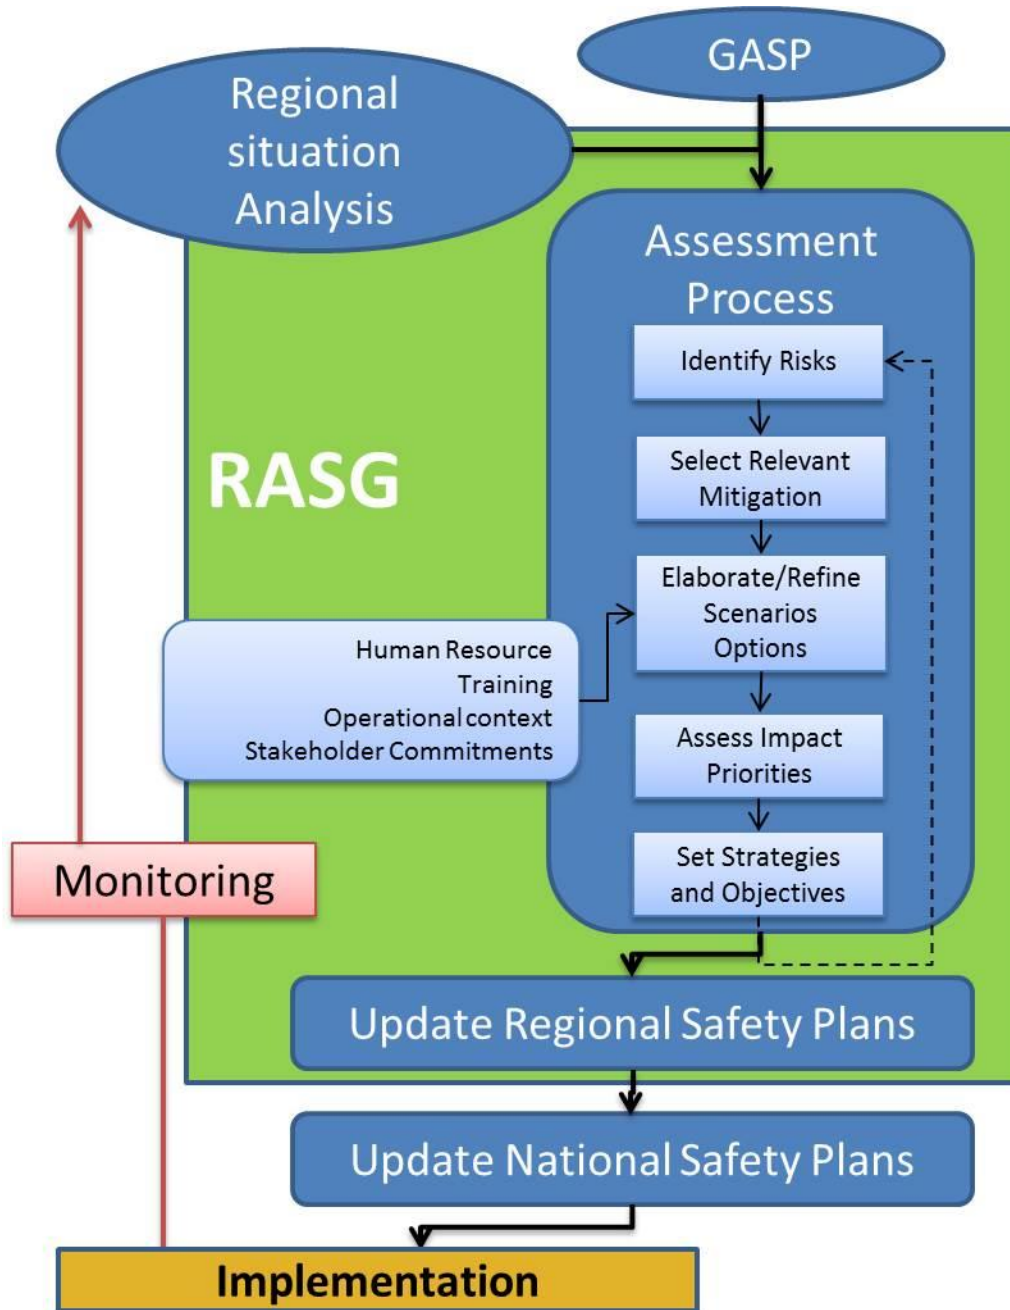 GASP
Regional
situation
Analysis
Assessment
Process
Identify Risks
Select Relevant
Mitigation
RASG
Elaborate/Refine
Scenarios
Options
Human Resource
Training
Operational context
Stakeholder Commitments
Assess Impact
Priorities
Set Strategies
and Objectives
Monitoring
Update Regional Safety Plans
Update National Safety Plans
Implementation